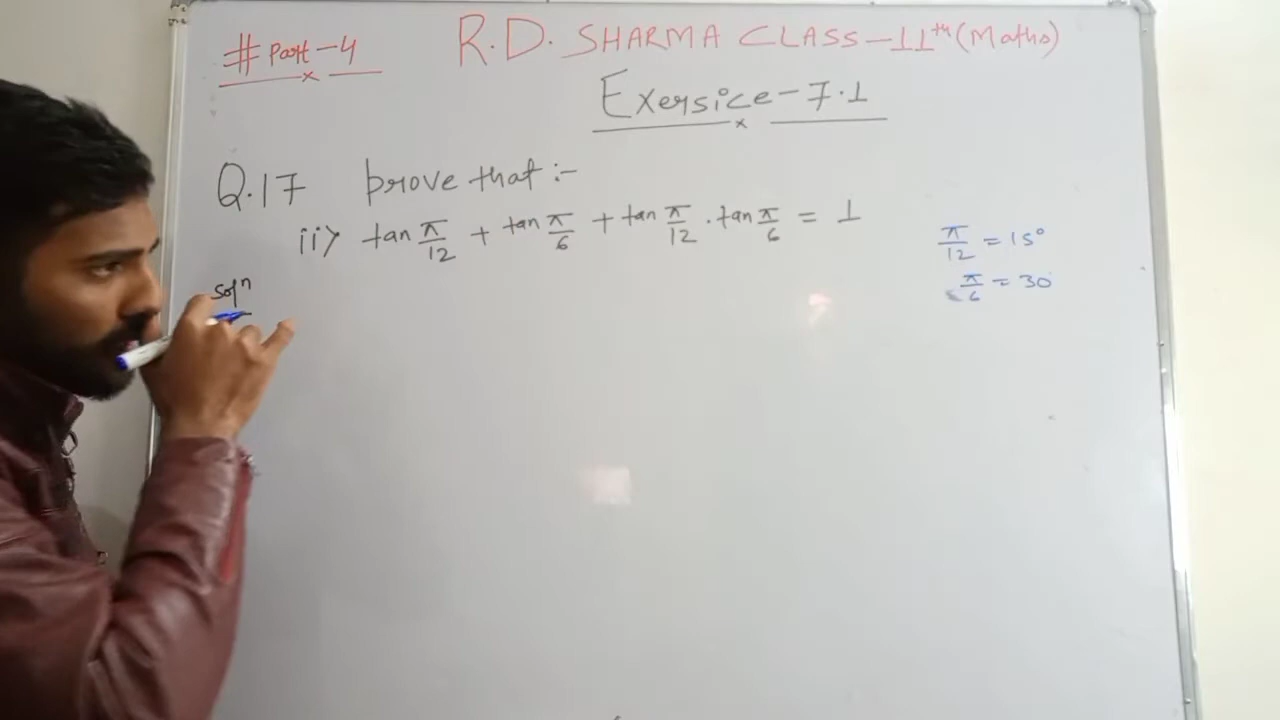 # Part-4
R.D. SHARMA CLASS-11th (Maths)
Exersice-7.1
Q.17 prove that :-
ii> tan π/12 + tan π/6 + tan π/12 . tan π/6 = 1
π/12 = 15°
π/6 = 30
Solⁿ